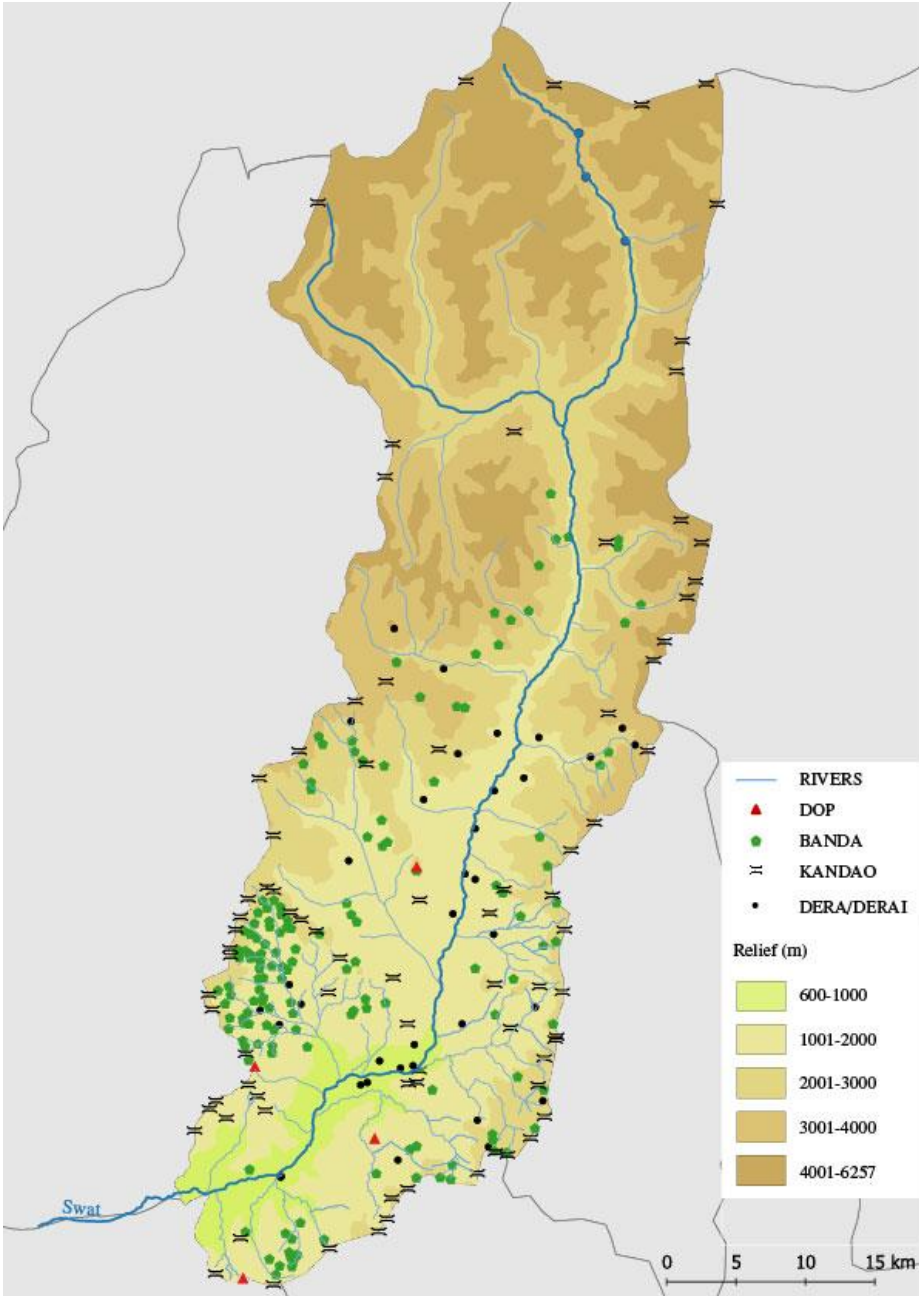 RIVERS
DOP
BANDA
KANDAO
DERA/DERAI
Relief (m)
600-1000
1001-2000
2001-3000
3001-4000
4001-6257
Swat
0 5 10 15 km